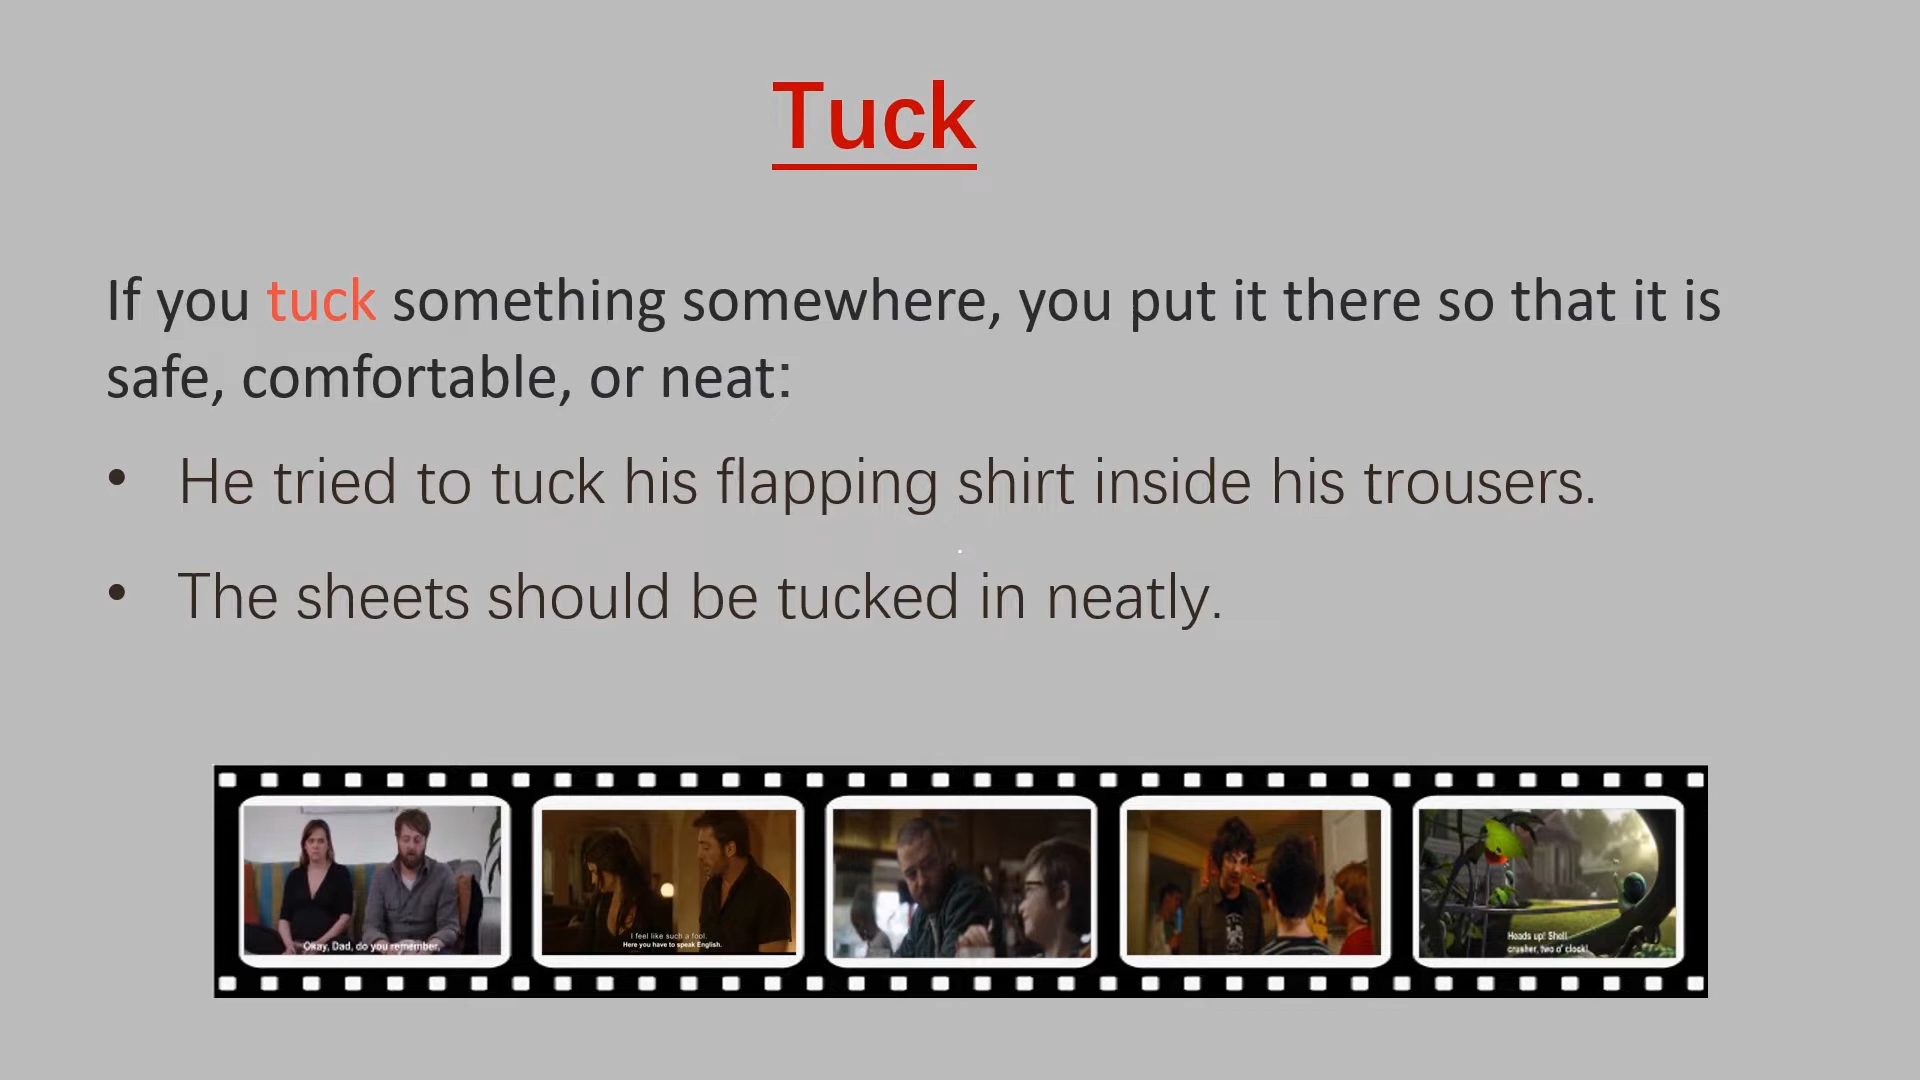 Tuck
If you tuck something somewhere, you put it there so that it is
safe, comfortable, or neat:
• He tried to tuck his flapping shirt inside his trousers.
• The sheets should be tucked in neatly.
Okay, Dad, do you remember,
I feel like such a fool.
Here you have to speak English.
Heads up! Shell
crusher, two o' clock!